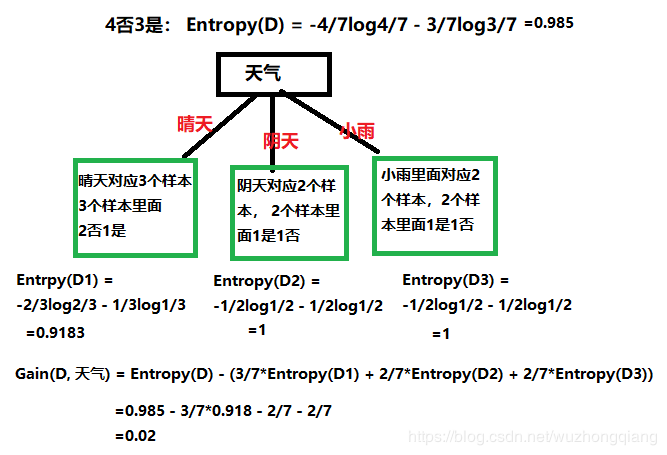 4否3是： Entropy(D) = -4/7log4/7 - 3/7log3/7 =0.985
天气
晴天
阴天
小雨
晴天对应3个样本
3个样本里面
2否1是
阴天对应2个样
本， 2个样本里
面1是1否
小雨里面对应2
个样本，2个样
本里面1是1否
Entrpy(D1) =
-2/3log2/3 - 1/3log1/3
=0.9183
Entropy(D2) =
-1/2log1/2 - 1/2log1/2
=1
Entropy(D3) =
-1/2log1/2 - 1/2log1/2
=1
Gain(D, 天气) = Entropy(D) - (3/7*Entropy(D1) + 2/7*Entropy(D2) + 2/7*Entropy(D3))
=0.985 - 3/7*0.918 - 2/7 - 2/7
=0.02
https://blog.csdn.net/wuzhongqiang